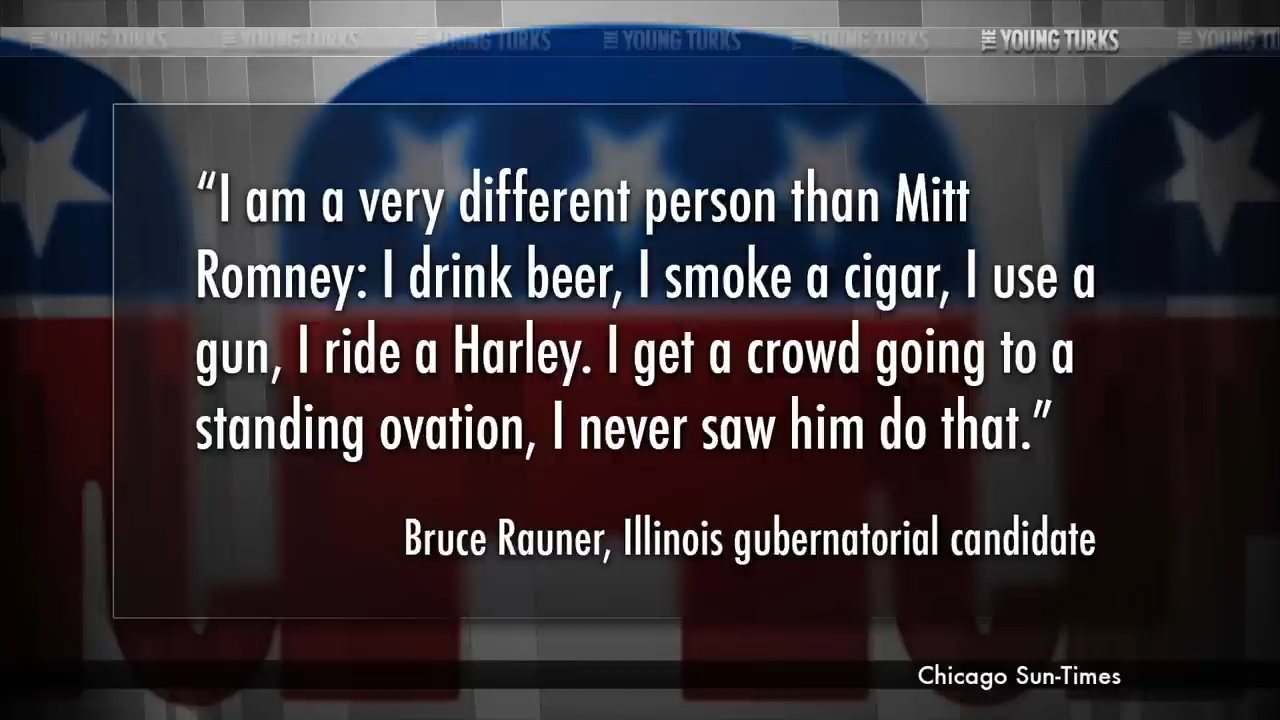 THE YOUNG TURKS THE YOUNG TURKS THE YOUNG TURKS THE YOUNG TURKS THE YOUNG TURKS THE YOUNG TURKS THE YOUNG TU
“I am a very different person than Mitt
Romney: I drink beer, I smoke a cigar, I use a
gun, I ride a Harley. I get a crowd going to a
standing ovation, I never saw him do that.”
Bruce Rauner, Illinois gubernatorial candidate
Chicago Sun-Times